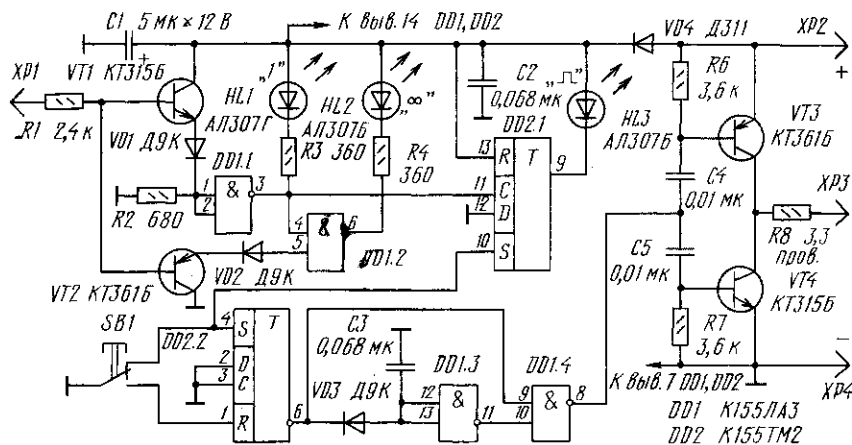 C1 5 мк × 12 В
К выв. 14 DD1, DD2
VD4 Д311
XP2
+
XP1
VT1
КТ315Б
R1 2,4 к
VD1 Д9К
"1"
HL1
АЛ307Г
HL2
АЛ307Б
"∞"
R3 360
R4
360
C2
0,068 мк
"⎍"
HL3
АЛ307Б
R6
3,6 к
VT3
КТ361Б
R2 680
DD1.1
1
2
&
3
DD2.1
13 R T
11 C
12 D
10 S
9
4
5
&
6
DD1.2
C4
0,01 мк
XP3
R8 3,3
пров.
C5
0,01 мк
VT4
КТ315Б
R7
3,6 к
VT2 КТ361Б
VD2 Д9К
SB1
DD2.2
4 S T
2 D
3 C
1 R
6
C3
0,068 мк
VD3 Д9К
DD1.3
12
13
&
11
DD1.4
9
10
&
8
К выв. 7 DD1, DD2
–
XP4
DD1 К155ЛА3
DD2 К155ТМ2